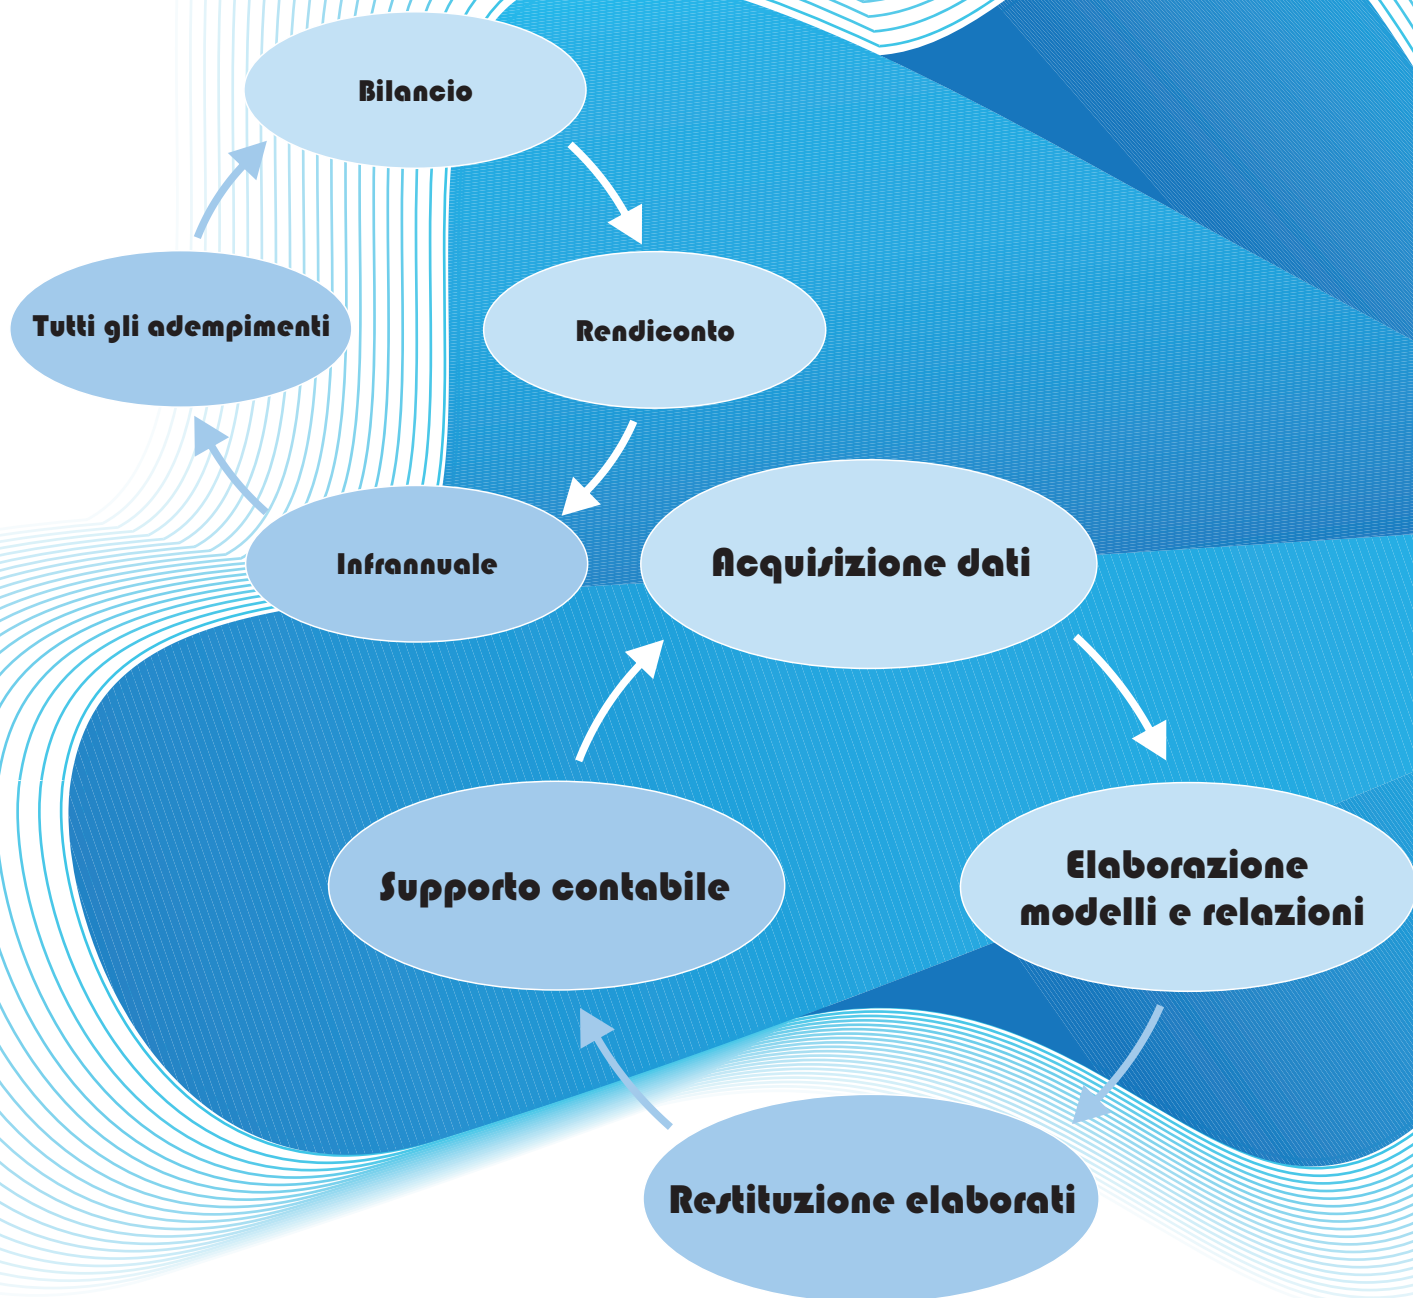 Bilancio
Tutti gli adempimenti
Rendiconto
Infrannuale
Acquisizione dati
Supporto contabile
Elaborazione
modelli e relazioni
Restituzione elaborati